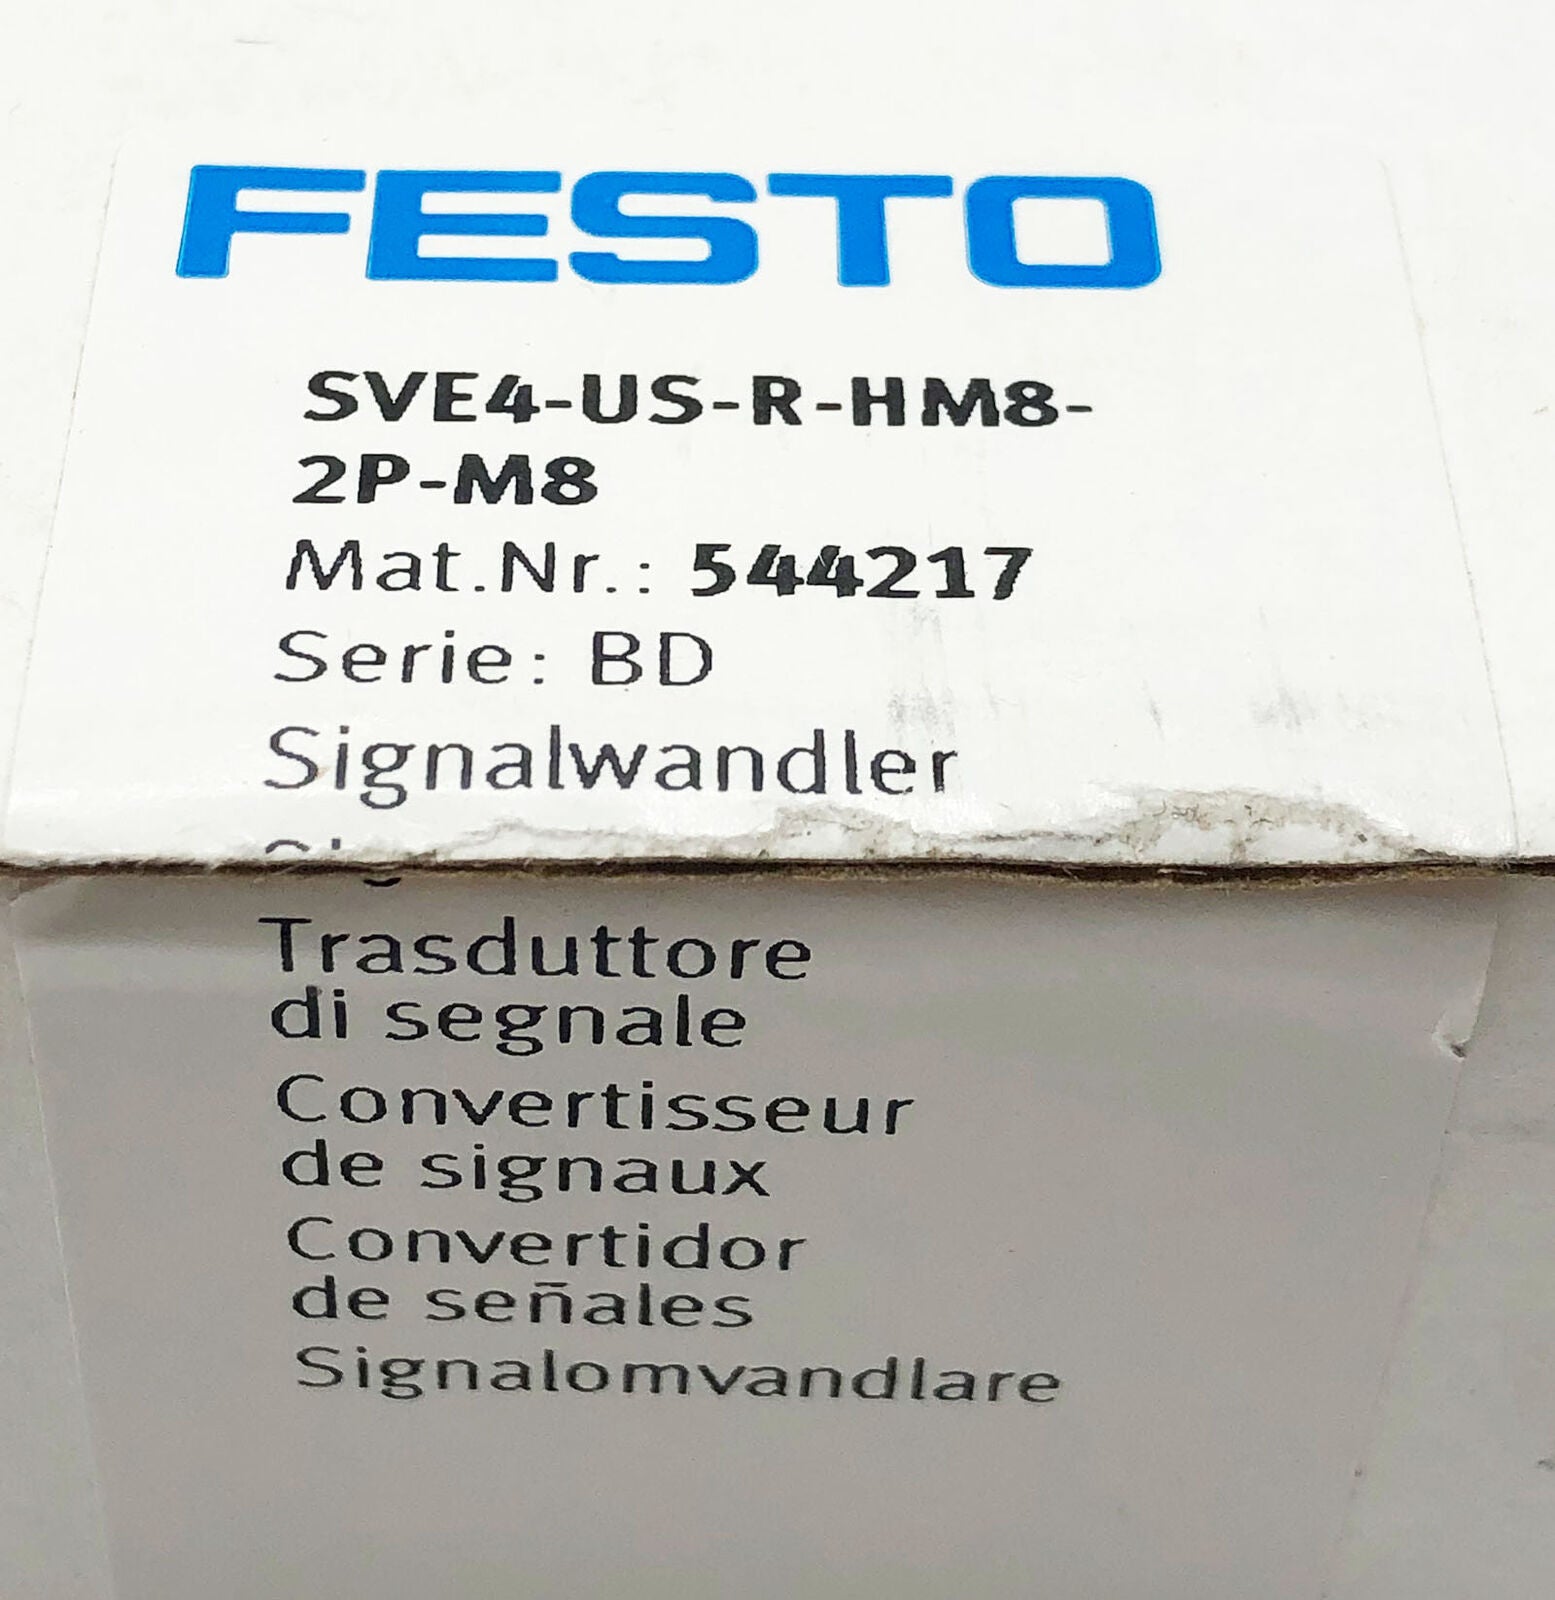 FESTO
SVE4-US-R-HM8-
2P-M8
Mat.Nr.: 544217
Serie: BD
Signalwandler
Trasduttore
di segnale
Convertisseur
de signaux
Convertidor
de señales
Signalomvandlare